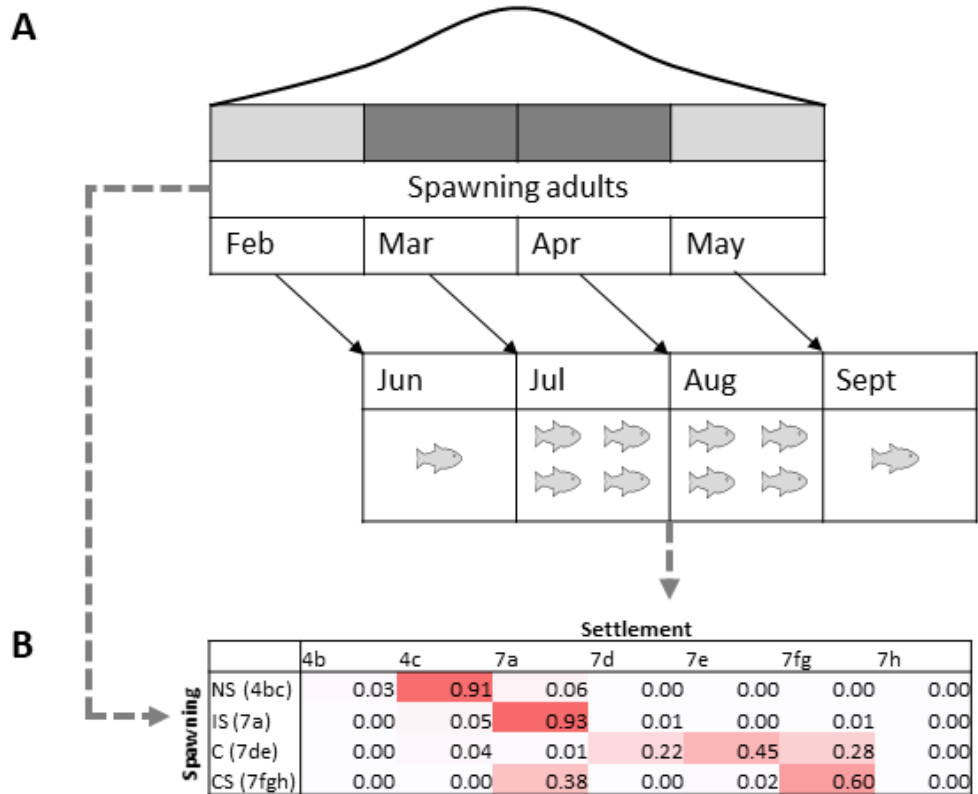 A
Spawning adults
Feb Mar Apr May
Jun Jul Aug Sept
B
Settlement
4b 4c 7a 7d 7e 7fg 7h
Spawning
NS (4bc) 0.03 0.91 0.06 0.00 0.00 0.00 0.00
IS (7a) 0.00 0.05 0.93 0.01 0.00 0.01 0.00
C (7de) 0.00 0.04 0.01 0.22 0.45 0.28 0.00
CS (7fgh) 0.00 0.00 0.38 0.00 0.02 0.60 0.00